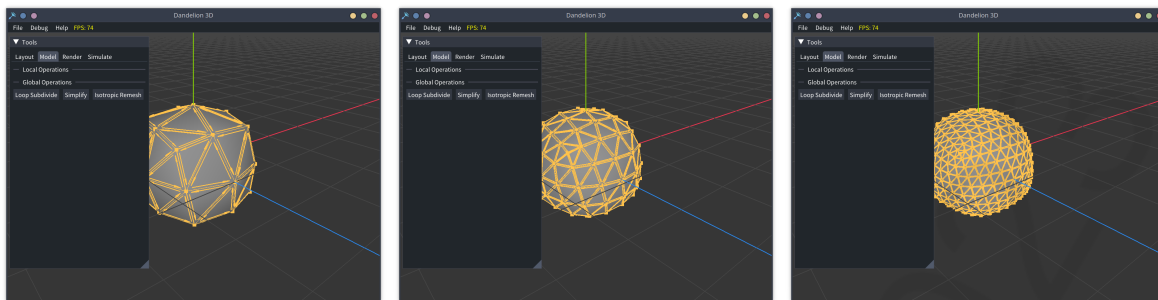 Dandelion 3D
File Debug Help FPS: 74
Tools
Layout Model Render Simulate
Local Operations
Global Operations
Loop Subdivide Simplify Isotropic Remesh
Dandelion 3D
File Debug Help FPS: 74
Tools
Layout Model Render Simulate
Local Operations
Global Operations
Loop Subdivide Simplify Isotropic Remesh
Dandelion 3D
File Debug Help FPS: 74
Tools
Layout Model Render Simulate
Local Operations
Global Operations
Loop Subdivide Simplify Isotropic Remesh